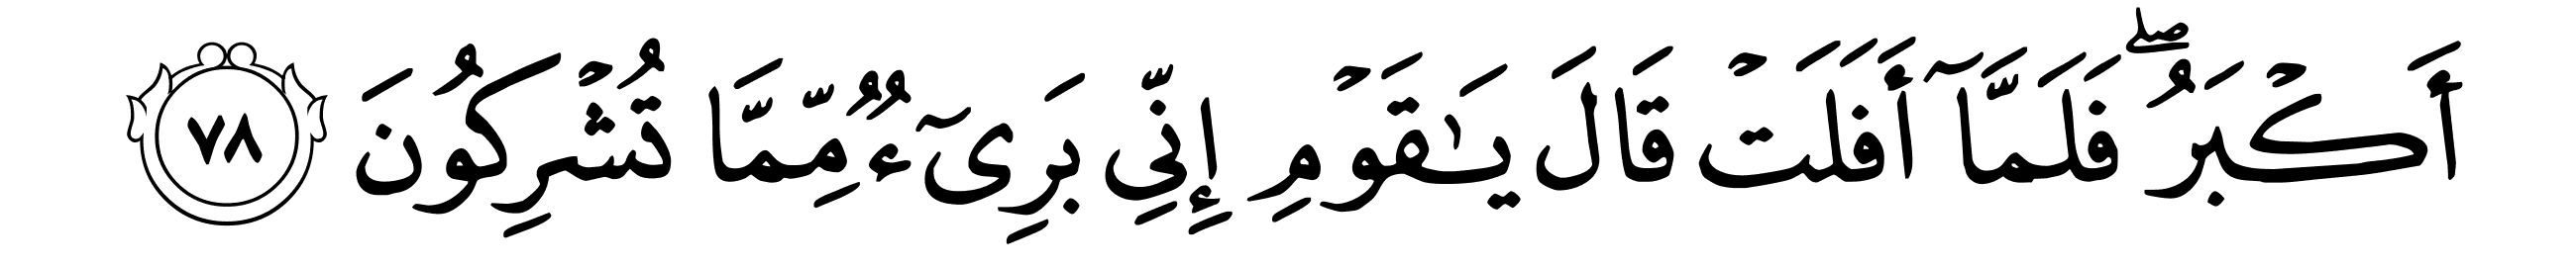 أَكۡبَرُۖ فَلَمَّآ أَفَلَتۡ قَالَ يَـٰقَوۡمِ إِنِّي بَرِيٓءٞ مِّمَّا تُشۡرِكُونَ ٧٨